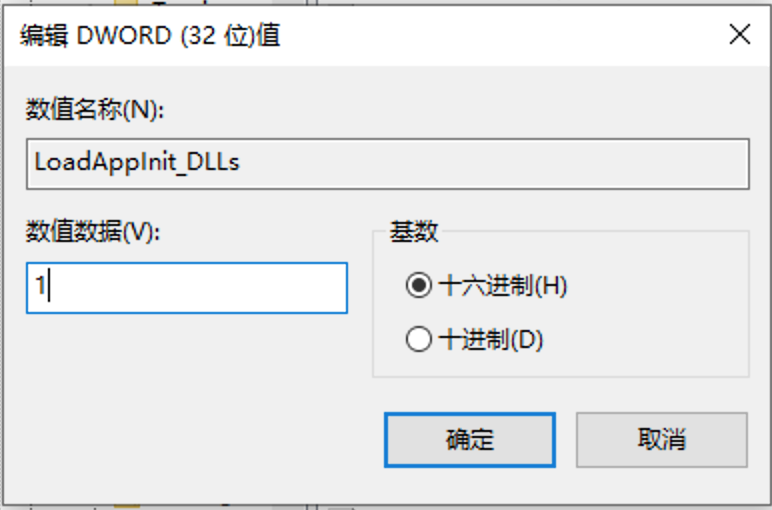 编辑 DWORD (32 位)值
数值名称(N):
LoadAppInit_DLLs
数值数据(V):
基数
1
十六进制(H)
十进制(D)
确定
取消